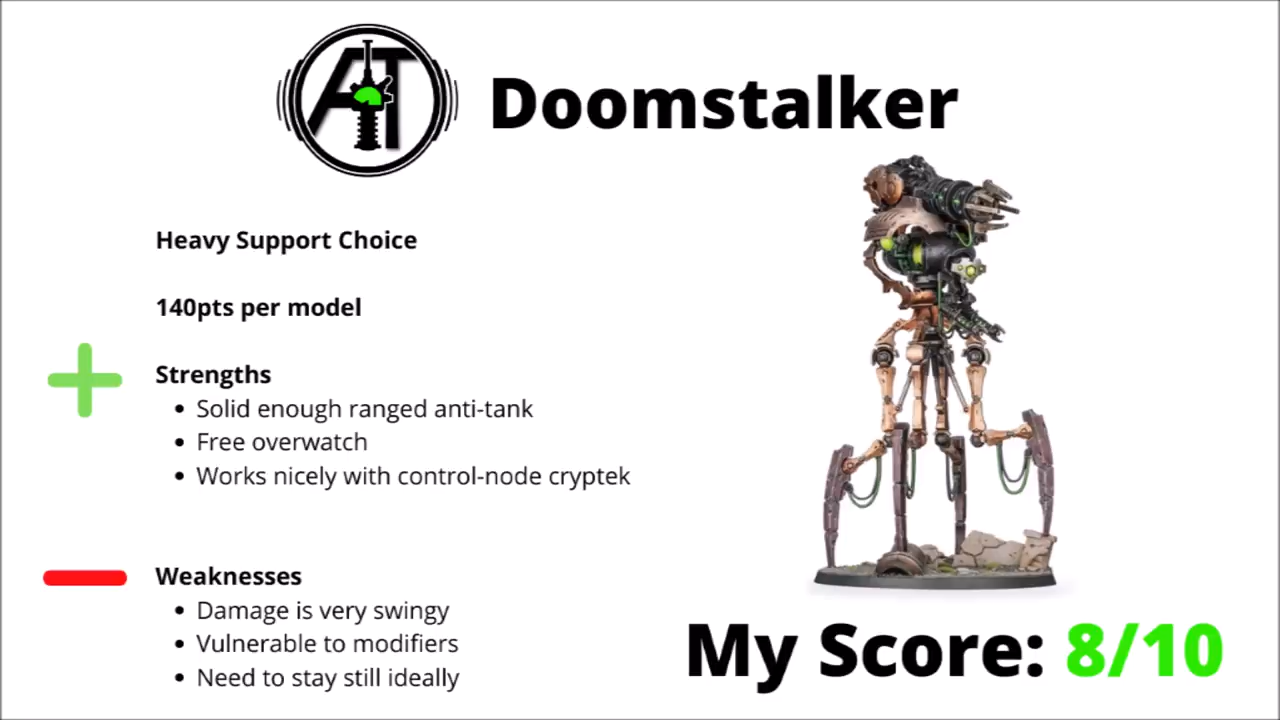 AT
Doomstalker
Heavy Support Choice
140pts per model
Strengths
Solid enough ranged anti-tank
Free overwatch
Works nicely with control-node cryptek
Weaknesses
Damage is very swingy
Vulnerable to modifiers
Need to stay still ideally
My Score: 8/10